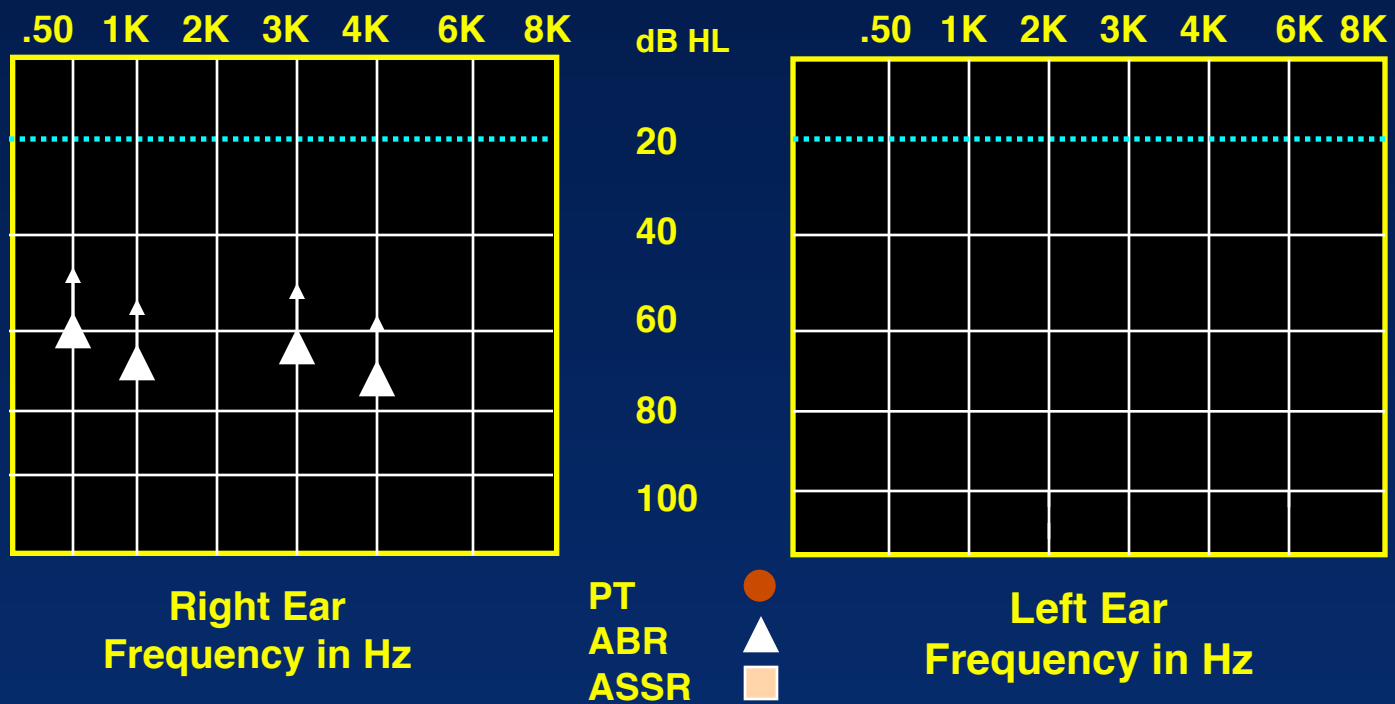 .50 1K 2K 3K 4K 6K 8K
dB HL
.50 1K 2K 3K 4K 6K 8K
20
40
60
80
100
Right Ear
Frequency in Hz
PT
ABR
ASSR
Left Ear
Frequency in Hz